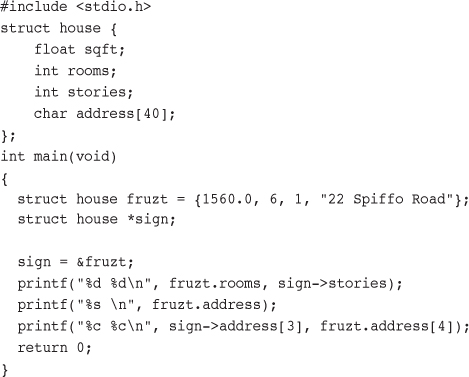 #include <stdio.h>
struct house {
    float sqft;
    int rooms;
    int stories;
    char address[40];
};
int main(void)
{
  struct house fruzt = {1560.0, 6, 1, "22 Spiffo Road"};
  struct house *sign;

  sign = &fruzt;
  printf("%d %d\n", fruzt.rooms, sign->stories);
  printf("%s \n", fruzt.address);
  printf("%c %c\n", sign->address[3], fruzt.address[4]);
  return 0;
}